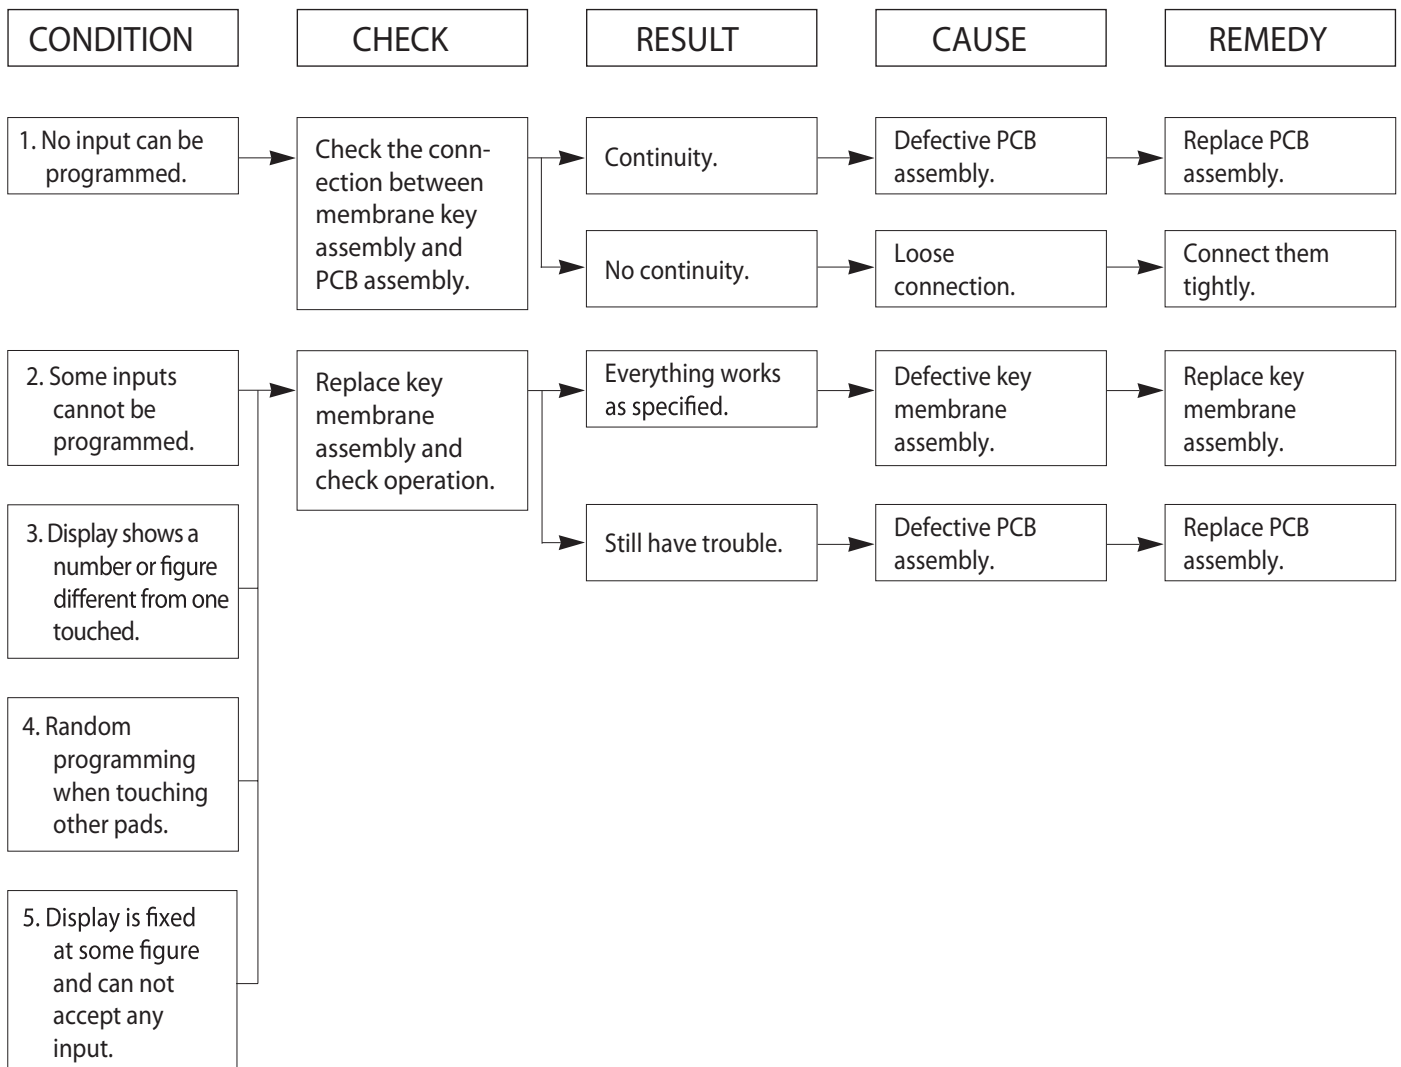 CONDITION
CHECK
RESULT
CAUSE
REMEDY
1. No input can be
programmed.
Check the conn-
ection between
membrane key
assembly and
PCB assembly.
Continuity.
Defective PCB
assembly.
Replace PCB
assembly.
No continuity.
Loose
connection.
Connect them
tightly.
2. Some inputs
cannot be
programmed.
Replace key
membrane
assembly and
check operation.
Everything works
as specified.
Defective key
membrane
assembly.
Replace key
membrane
assembly.
3. Display shows a
number or figure
different from one
touched.
Still have trouble.
Defective PCB
assembly.
Replace PCB
assembly.
4. Random
programming
when touching
other pads.
5. Display is fixed
at some figure
and can not
accept any
input.